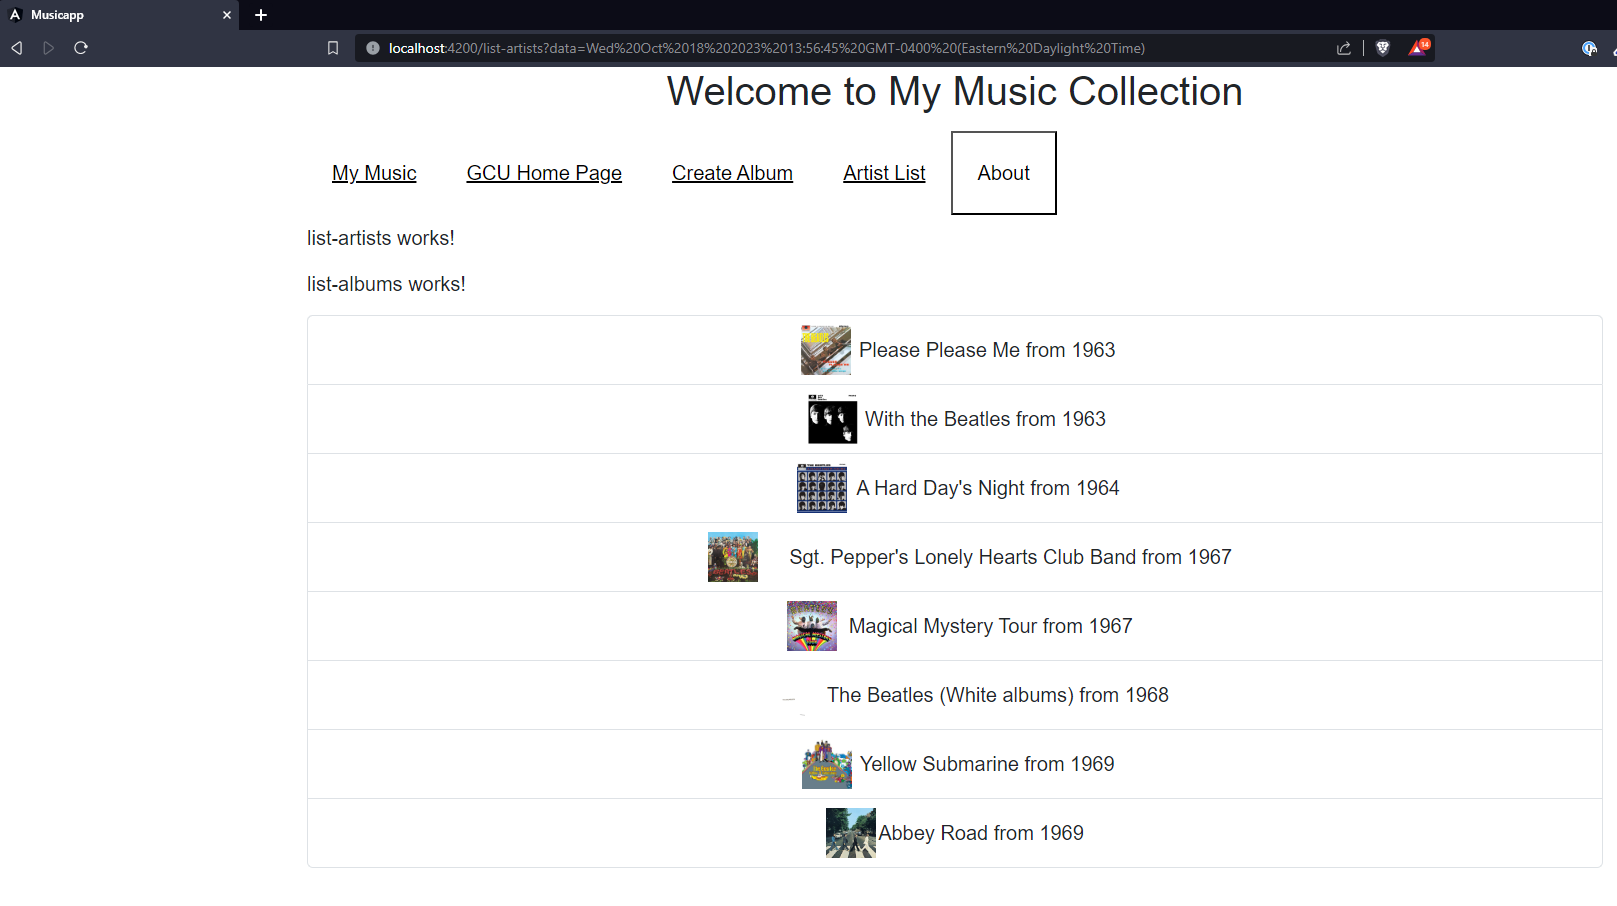 Musicapp
localhost:4200/list-artists?data=Wed%20Oct%2018%202023%2013:56:45%20GMT-0400%20(Eastern%20Daylight%20Time)
14
Welcome to My Music Collection
My Music GCU Home Page Create Album Artist List About
list-artists works!
list-albums works!
Please Please Me from 1963
With the Beatles from 1963
A Hard Day's Night from 1964
Sgt. Pepper's Lonely Hearts Club Band from 1967
Magical Mystery Tour from 1967
The Beatles (White albums) from 1968
Yellow Submarine from 1969
Abbey Road from 1969